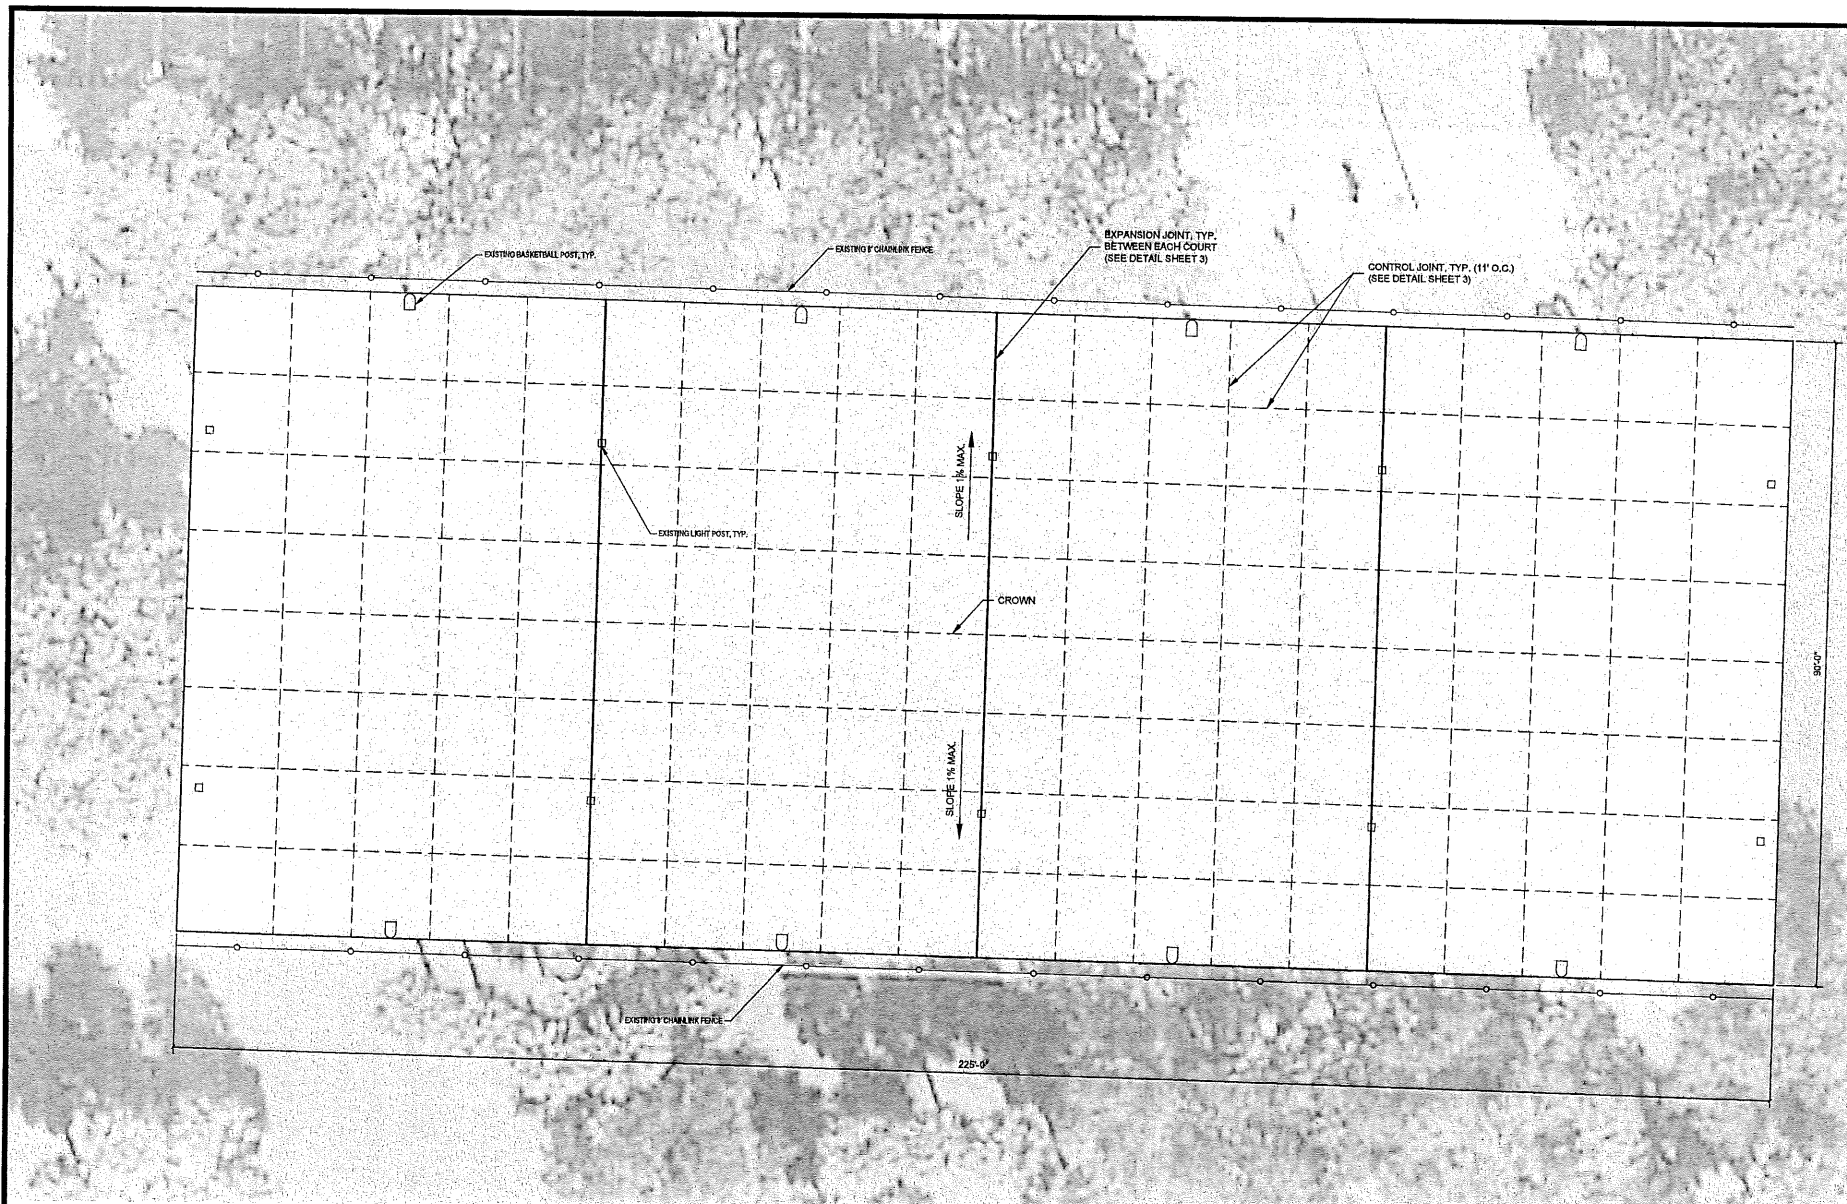 EXPANSION JOINT, TYP.
BETWEEN EACH COURT
(SEE DETAIL SHEET 3)
EXISTING BASKETBALL POST, TYP.
EXISTING 8' CHAINLINK FENCE
CONTROL JOINT, TYP. (11' O.C.)
(SEE DETAIL SHEET 3)
SLOPE 1% MAX.
EXISTING LIGHT POST, TYP.
CROWN
90'-0"
SLOPE 1% MAX.
EXISTING 8' CHAINLINK FENCE
225'-0"